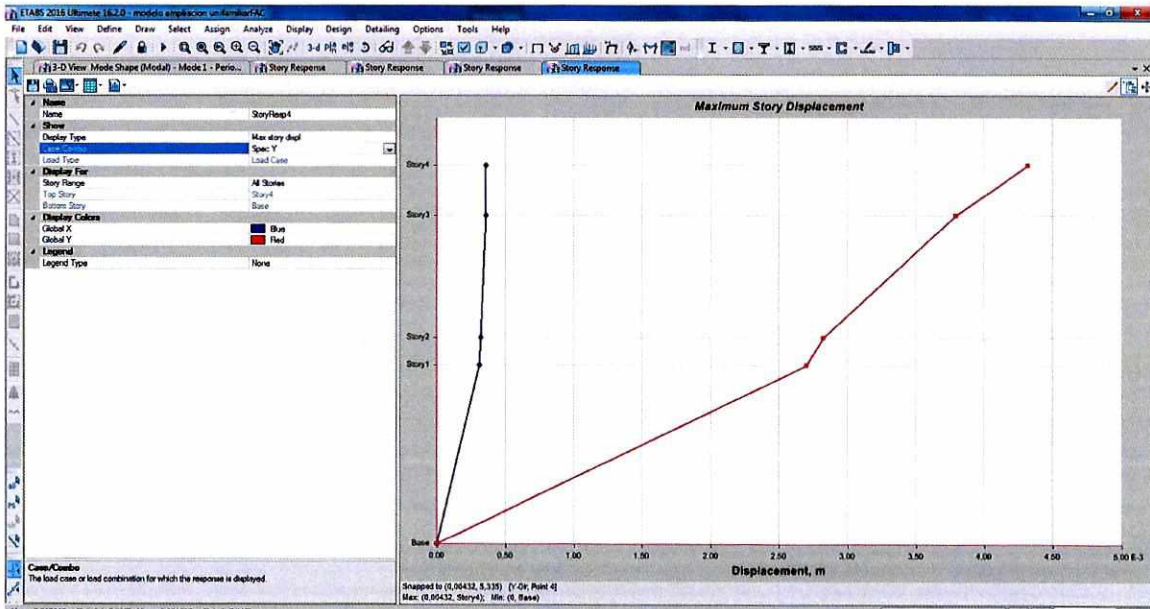 ETABS 2016 Ultimate 16.2.0 - modelo ampliacion unifamiliarFAC
File Edit View Define Draw Select Assign Analyze Display Design Detailing Options Tools Help
3-D View Mode Shape (Modal) - Mode 1 - Perio... Story Response Story Response Story Response Story Response
Name
Name StoryResp4
Show
Display Type Max story displ
Case/Combo Spec Y
Load Type Load Case
Display For
Story Range All Stories
Top Story Story4
Bottom Story Base
Display Colors
Global X Blue
Global Y Red
Legend
Legend Type None
Case/Combo
The load case or load combination for which the response is displayed.
Maximum Story Displacement
Story4
Story3
Story2
Story1
Base
0.00 0.50 1.00 1.50 2.00 2.50 3.00 3.50 4.00 4.50 5.00 E-3
Displacement, m
Snapped to (0,00432, 5,335) (Y-Dir, Point 4)
Max: (0,00432, Story4); Min: (0, Base)